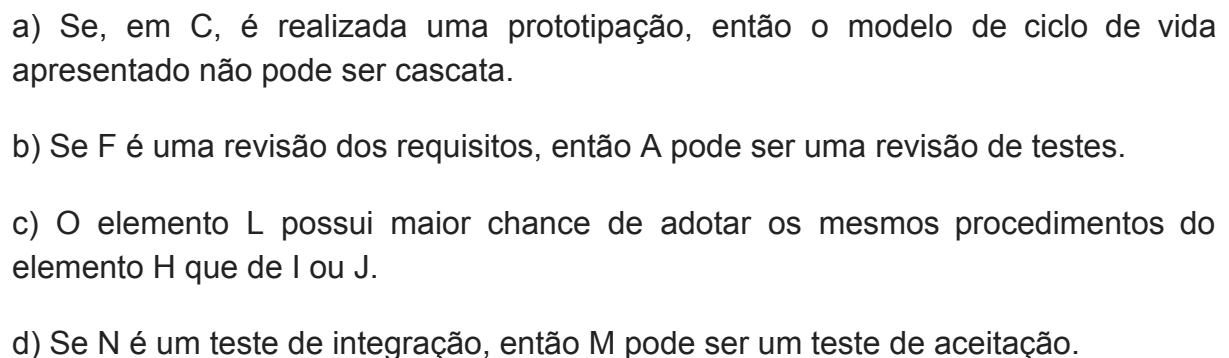 a) Se, em C, é realizada uma prototipação, então o modelo de ciclo de vida
apresentado não pode ser cascata.
b) Se F é uma revisão dos requisitos, então A pode ser uma revisão de testes.
c) O elemento L possui maior chance de adotar os mesmos procedimentos do
elemento H que de I ou J.
d) Se N é um teste de integração, então M pode ser um teste de aceitação.